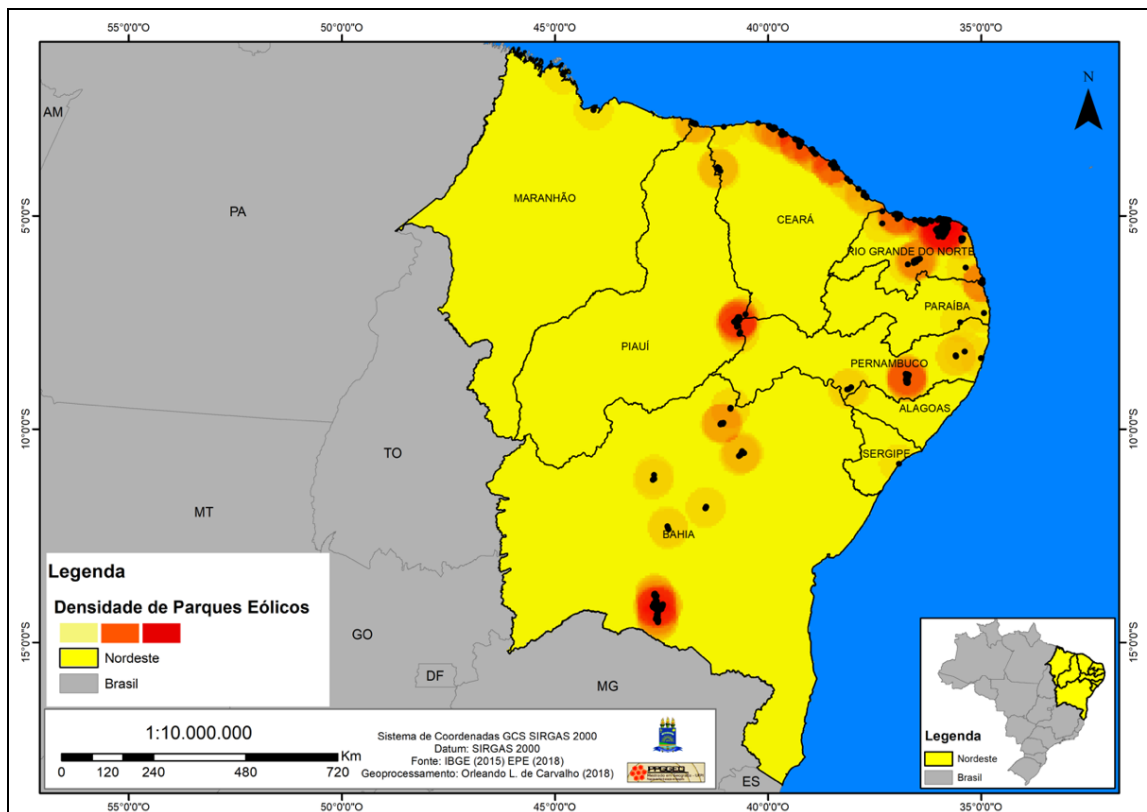 55°0'0"O
50°0'0"O
45°0'0"O
40°0'0"O
35°0'0"O
N
AM
PA
MARANHÃO
CEARÁ
5°0'0"S
5°0'0"S
RIO GRANDE DO NORTE
PARAÍBA
PIAUÍ
PERNAMBUCO
ALAGOAS
10°0'0"S
10°0'0"S
TO
SERGIPE
MT
BAHIA
Legenda
Densidade de Parques Eólicos
Nordeste
Brasil
GO
15°0'0"S
15°0'0"S
DF
MG
1:10.000.000
Km
0 120 240 480 720
Sistema de Coordenadas GCS SIRGAS 2000
Datum: SIRGAS 2000
Fonte: IBGE (2015) EPE (2018)
Geoprocessamento: Orleando L. de Carvalho (2018)
PPGGEO
ES
Legenda
Nordeste
Brasil
55°0'0"O
50°0'0"O
45°0'0"O
40°0'0"O
35°0'0"O